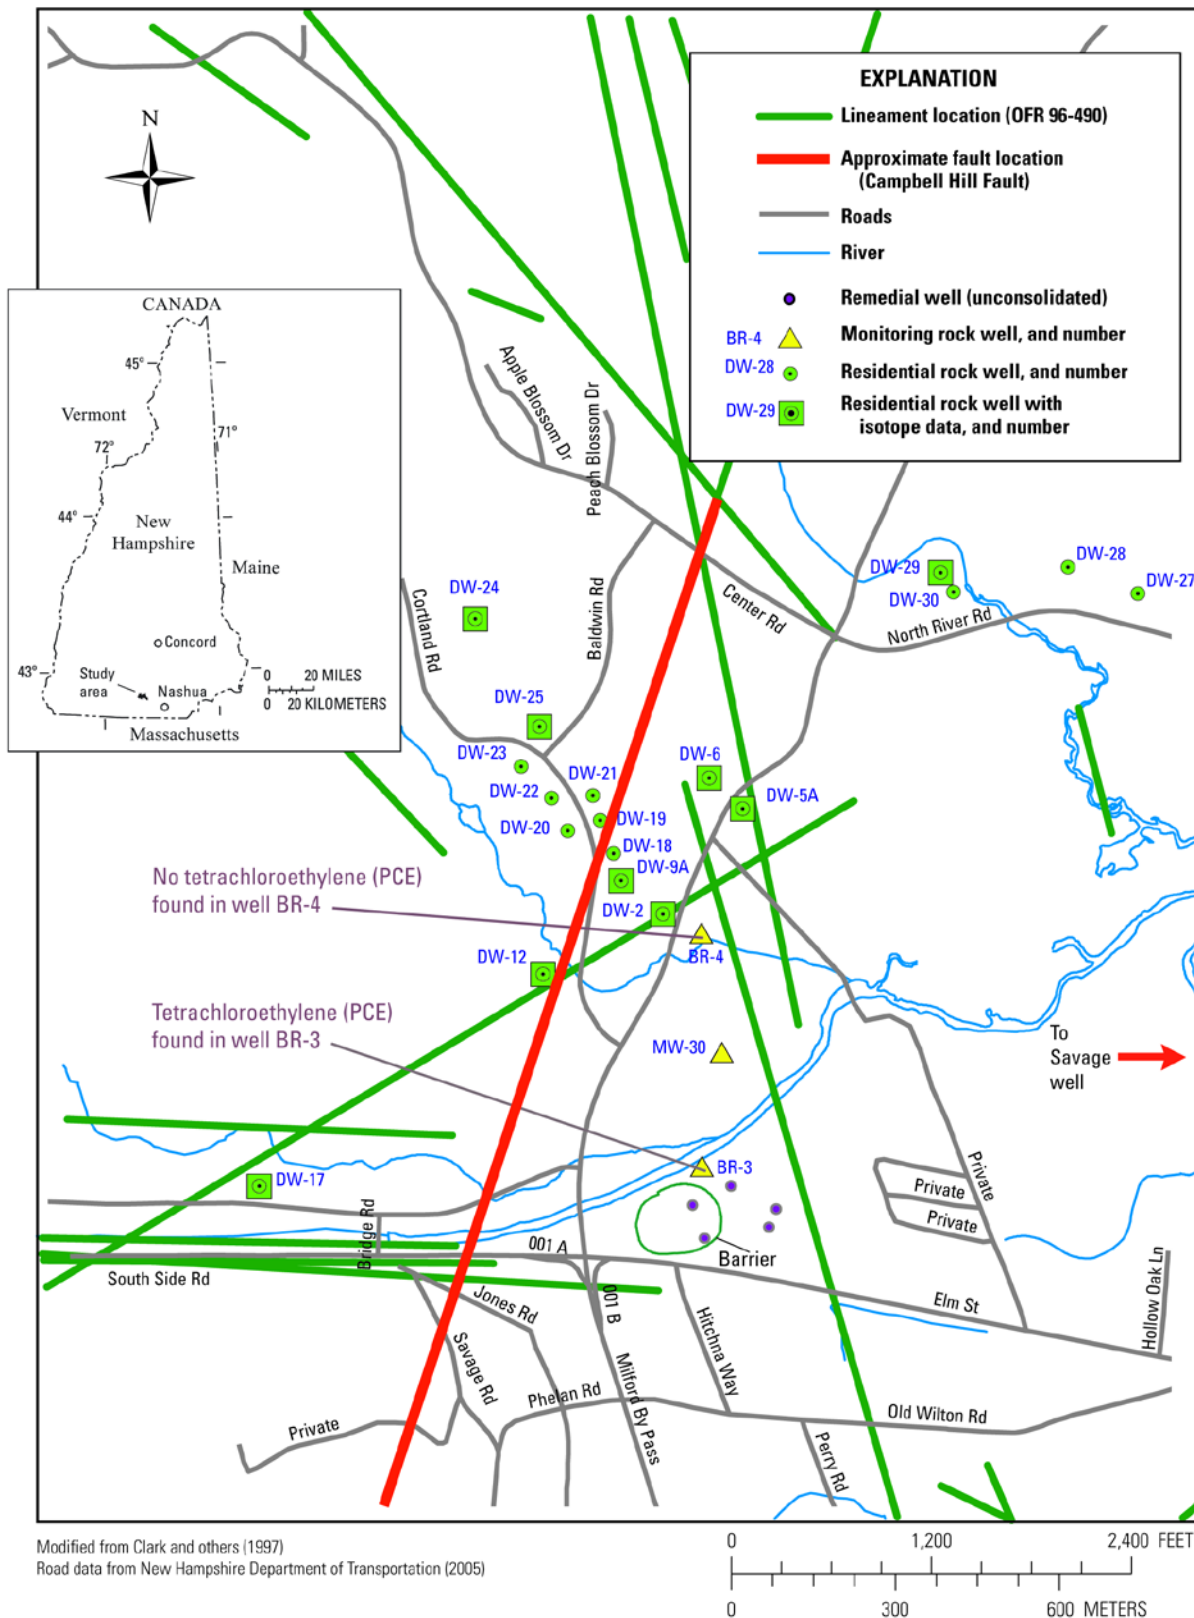 EXPLANATION
Lineament location (OFR 96-490)
Approximate fault location
(Campbell Hill Fault)
Roads
River
Remedial well (unconsolidated)
BR-4
Monitoring rock well, and number
DW-28
Residential rock well, and number
DW-29
Residential rock well with
isotope data, and number
N
CANADA
45°
Vermont
72°
71°
44°
New
Hampshire
Maine
Concord
43°
Study
area
Nashua
0 20 MILES
0 20 KILOMETERS
Massachusetts
Apple Blossom Dr
Peach Blossom Dr
Cortland Rd
Baldwin Rd
Center Rd
North River Rd
DW-24
DW-29
DW-30
DW-28
DW-27
DW-25
DW-23
DW-22
DW-21
DW-20
DW-19
DW-18
DW-9A
DW-6
DW-5A
DW-2
BR-4
DW-12
No tetrachloroethylene (PCE)
found in well BR-4
Tetrachloroethylene (PCE)
found in well BR-3
MW-30
To
Savage
well
BR-3
DW-17
Private
Private
Private
Bridge Rd
001 A
Barrier
South Side Rd
Jones Rd
001 B
Hitchna Way
Elm St
Hollow Oak Ln
Savage Rd
Phelan Rd
Milford By Pass
Old Wilton Rd
Perry Rd
Private
Modified from Clark and others (1997)
Road data from New Hampshire Department of Transportation (2005)
0 1,200 2,400 FEET
0 300 600 METERS